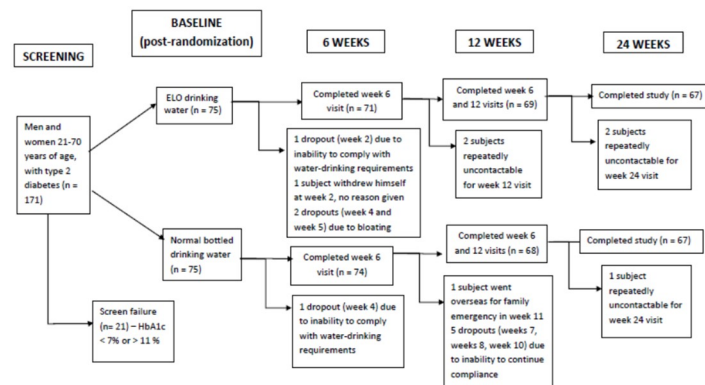 BASELINE
(post-randomization)
6 WEEKS
12 WEEKS
24 WEEKS
SCREENING
ELO drinking
water (n = 75)
Completed week 6
visit (n = 71)
Completed week 6
and 12 visits (n = 69)
Completed study (n = 67)
Men and
women 21-70
years of age,
with type 2
diabetes (n =
171)
1 dropout (week 2) due to
inability to comply with
water-drinking requirements
1 subject withdrew himself
at week 2, no reason given
2 dropouts (week 4 and
week 5) due to bloating
2 subjects
repeatedly
uncontactable for
week 12 visit
2 subjects
repeatedly
uncontactable for
week 24 visit
Normal bottled
drinking water
(n = 75)
Completed week 6
visit (n = 74)
Completed week 6
and 12 visits (n = 68)
Completed study (n = 67)
Screen failure
(n= 21) – HbA1c
< 7% or > 11 %
1 dropout (week 4) due to
inability to comply with
water-drinking requirements
1 subject went
overseas for family
emergency in week 11
5 dropouts (weeks 7,
weeks 8, week 10) due
to inability to continue
compliance
1 subject
repeatedly
uncontactable for
week 24 visit